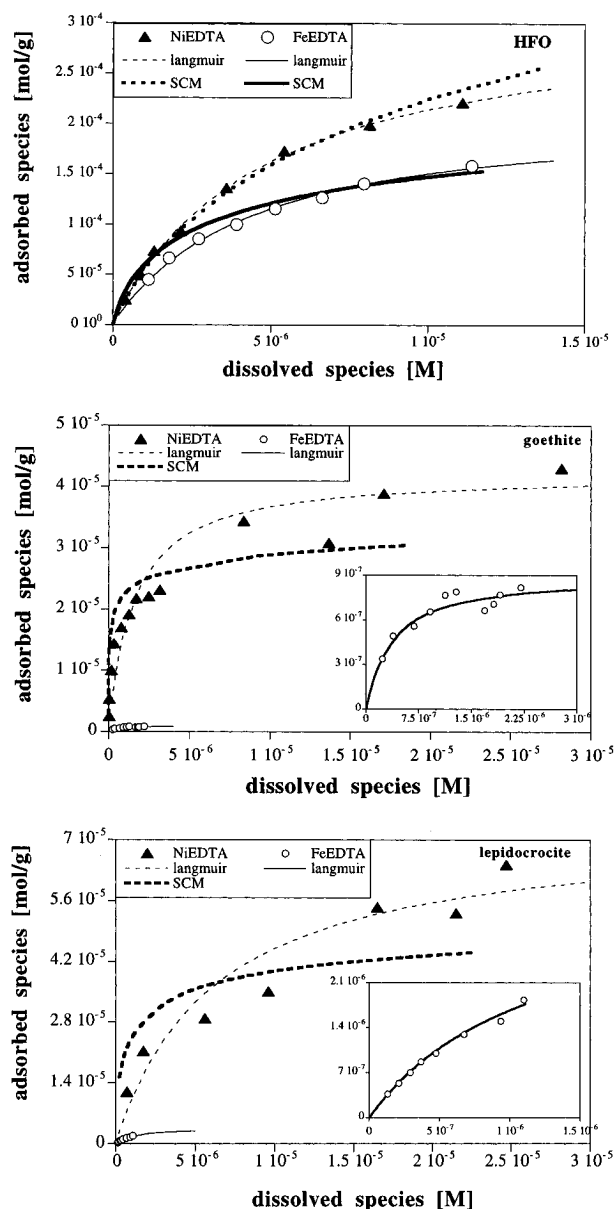 adsorbed species [mol/g]
3 10⁻⁴
2.5 10⁻⁴
2 10⁻⁴
1.5 10⁻⁴
1 10⁻⁴
5 10⁻⁵
0 10⁰
NiEDTA FeEDTA
langmuir langmuir
SCM SCM
HFO
0 5 10⁻⁶ 1 10⁻⁵ 1.5 10⁻⁵
dissolved species [M]
adsorbed species [mol/g]
5 10⁻⁵
4 10⁻⁵
3 10⁻⁵
2 10⁻⁵
1 10⁻⁵
0
NiEDTA FeEDTA
langmuir langmuir
SCM
goethite
9 10⁻⁷
6 10⁻⁷
3 10⁻⁷
0
0 7.5 10⁻⁷ 1.5 10⁻⁶ 2.25 10⁻⁶ 3 10⁻⁶
0 5 10⁻⁶ 1 10⁻⁵ 1.5 10⁻⁵ 2 10⁻⁵ 2.5 10⁻⁵ 3 10⁻⁵
dissolved species [M]
adsorbed species [mol/g]
7 10⁻⁵
5.6 10⁻⁵
4.2 10⁻⁵
2.8 10⁻⁵
1.4 10⁻⁵
0
NiEDTA FeEDTA
langmuir langmuir
SCM
lepidocrocite
2.1 10⁻⁶
1.4 10⁻⁶
7 10⁻⁷
0
0 5 10⁻⁷ 1 10⁻⁶ 1.5 10⁻⁶
0 5 10⁻⁶ 1 10⁻⁵ 1.5 10⁻⁵ 2 10⁻⁵ 2.5 10⁻⁵ 3 10⁻⁵
dissolved species [M]